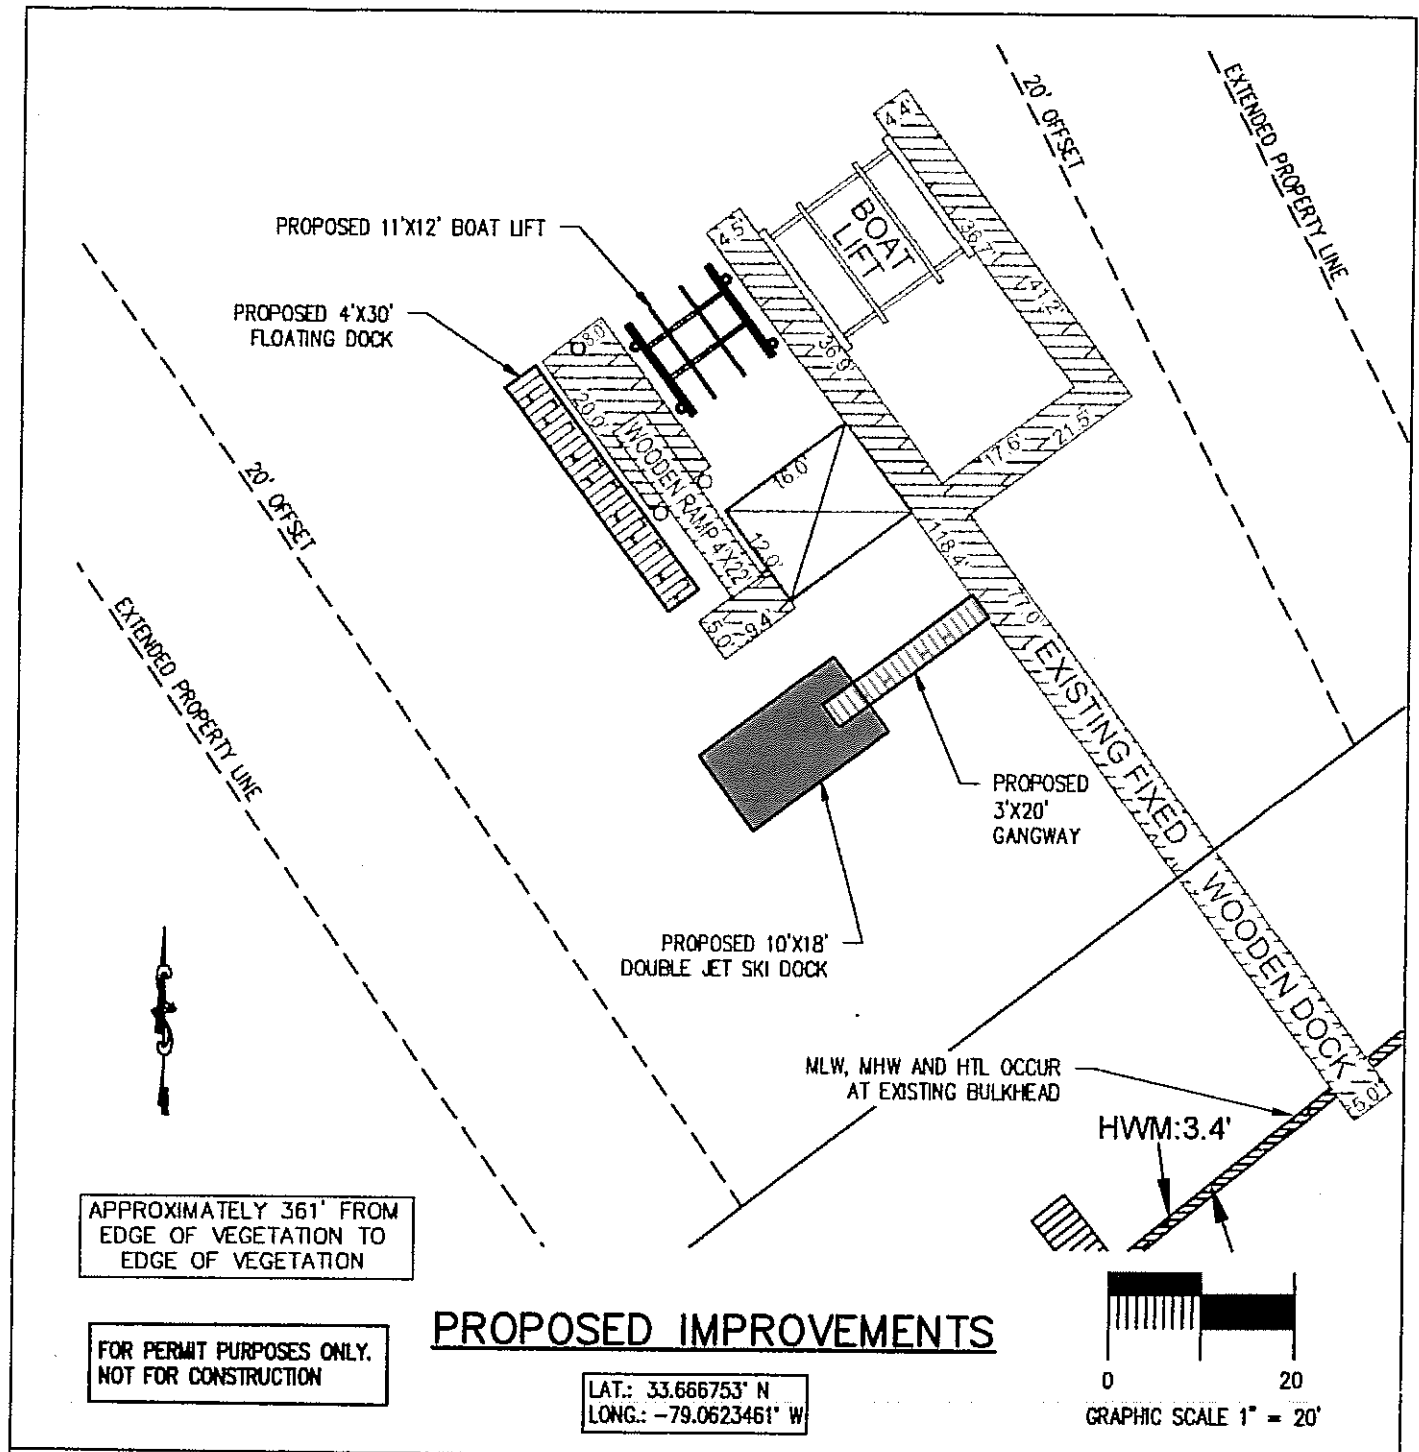 20' OFFSET
EXTENDED PROPERTY LINE
4.4'
PROPOSED 11'X12' BOAT LIFT
4.5'
BOAT
LIFT
36.7'
41.2'
PROPOSED 4'X30'
FLOATING DOCK
8.0'
36.9'
20.0'
WOODEN RAMP 4'X22'
16.0'
17.6'
21.5'
20' OFFSET
12.0'
118.4'
77.0'
5.0'
9.4'
EXTENDED PROPERTY LINE
EXISTING FIXED WOODEN DOCK
PROPOSED
3'X20'
GANGWAY
PROPOSED 10'X18'
DOUBLE JET SKI DOCK
MLW, MHW AND HTL OCCUR
AT EXISTING BULKHEAD
5.0'
HWM:3.4'
APPROXIMATELY 361' FROM
EDGE OF VEGETATION TO
EDGE OF VEGETATION
FOR PERMIT PURPOSES ONLY.
NOT FOR CONSTRUCTION
PROPOSED IMPROVEMENTS
LAT.: 33.666753° N
LONG.: -79.0623461° W
0 20
GRAPHIC SCALE 1" = 20'